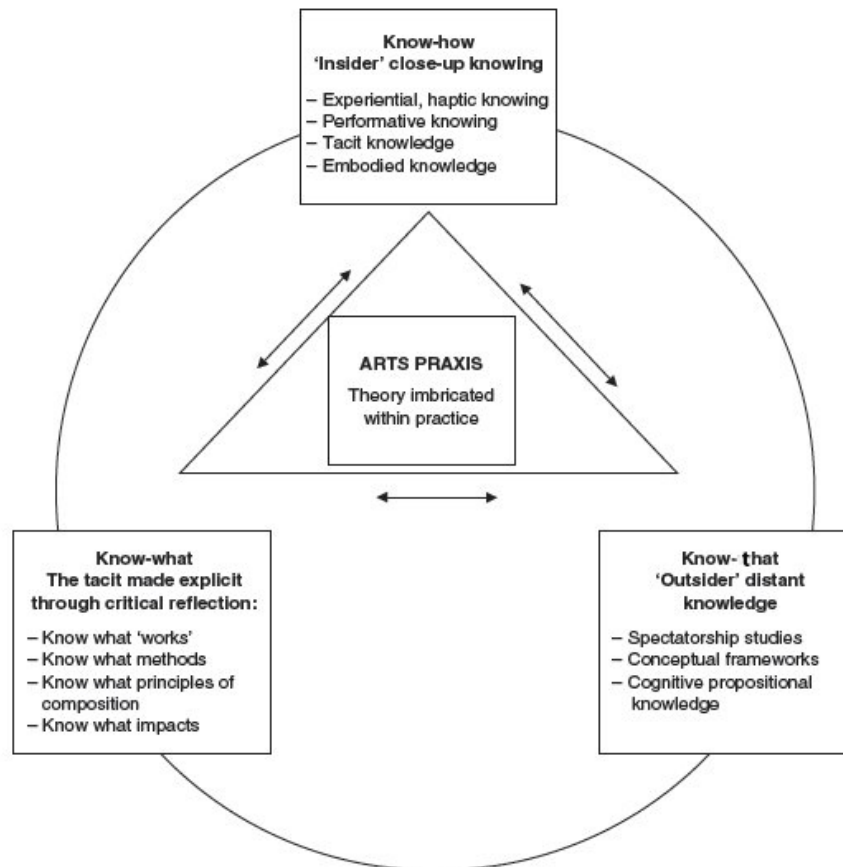 Know-how
‘Insider’ close-up knowing
– Experiential, haptic knowing
– Performative knowing
– Tacit knowledge
– Embodied knowledge
ARTS PRAXIS
Theory imbricated
within practice
Know-what
The tacit made explicit
through critical reflection:
– Know what ‘works’
– Know what methods
– Know what principles of
composition
– Know what impacts
Know-that
‘Outsider’ distant
knowledge
– Spectatorship studies
– Conceptual frameworks
– Cognitive propositional
knowledge